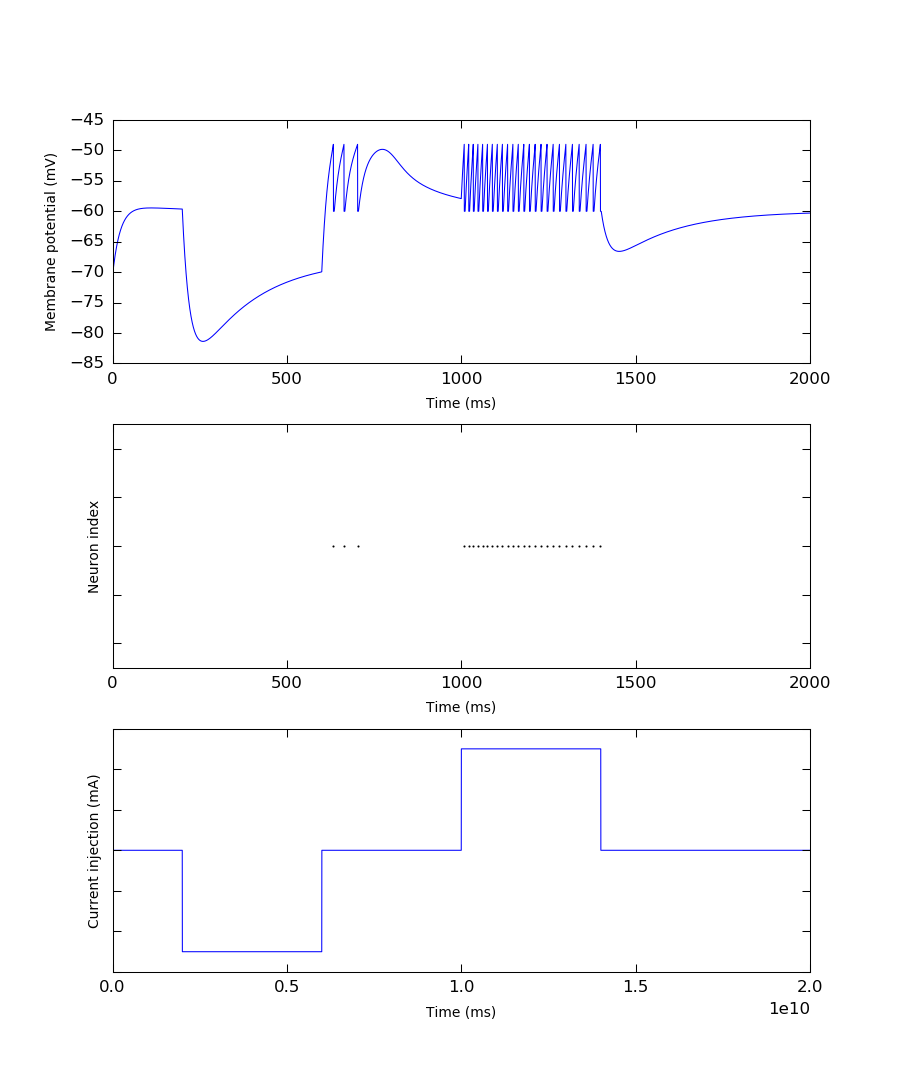 −45
−50
−55
−60
−65
−70
−75
−80
−85
Membrane potential (mV)
0 500 1000 1500 2000
Time (ms)
Neuron index
0 500 1000 1500 2000
Time (ms)
Current injection (mA)
0.0 0.5 1.0 1.5 2.0
1e10
Time (ms)